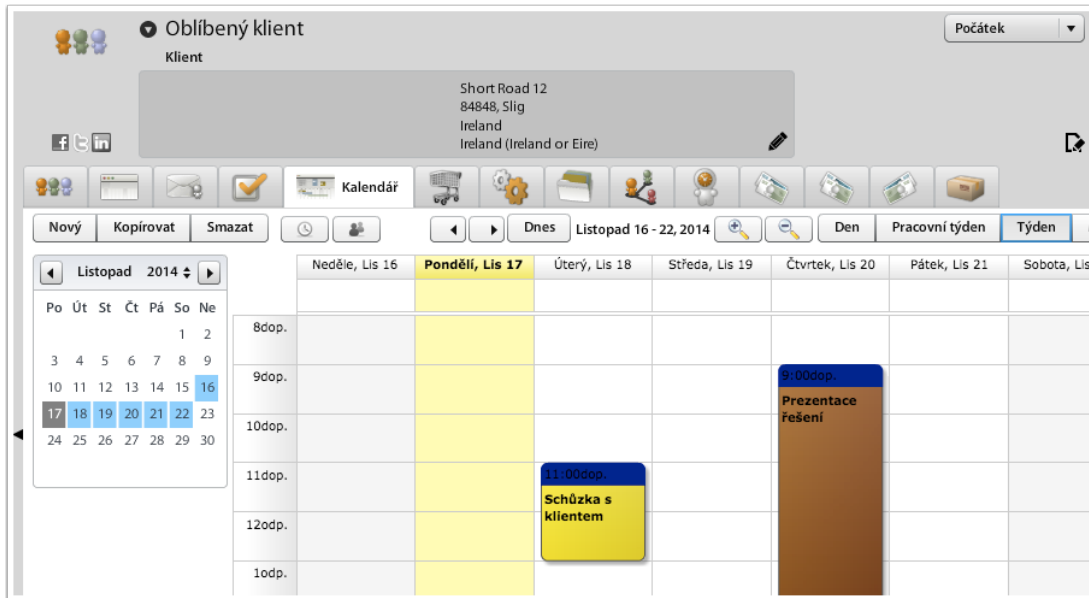 Oblíbený klient
Počátek
Klient
Short Road 12
84848, Slig
Ireland
Ireland (Ireland or Eire)
Kalendář
Nový Kopírovat Smazat Dnes Listopad 16 - 22, 2014 Den Pracovní týden Týden
Listopad 2014
Po Út St Čt Pá So Ne
1 2
3 4 5 6 7 8 9
10 11 12 13 14 15 16
17 18 19 20 21 22 23
24 25 26 27 28 29 30
Neděle, Lis 16 Pondělí, Lis 17 Úterý, Lis 18 Středa, Lis 19 Čtvrtek, Lis 20 Pátek, Lis 21 Sobota, Lis
8dop.
9dop.
10dop.
11dop.
12odp.
1odp.
11:00dop.
Schůzka s
klientem
9:00dop.
Prezentace
řešení